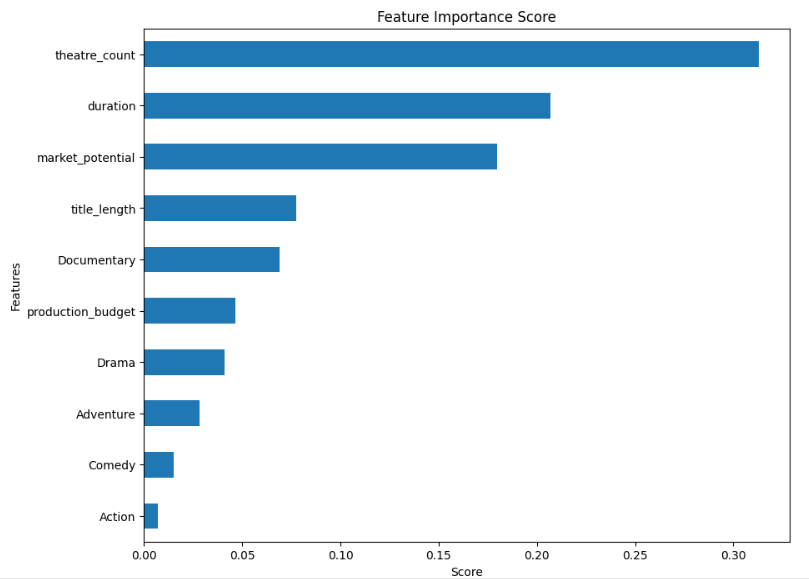 Feature Importance Score
theatre_count
duration
market_potential
title_length
Documentary
production_budget
Drama
Adventure
Comedy
Action
Features
0.00 0.05 0.10 0.15 0.20 0.25 0.30
Score